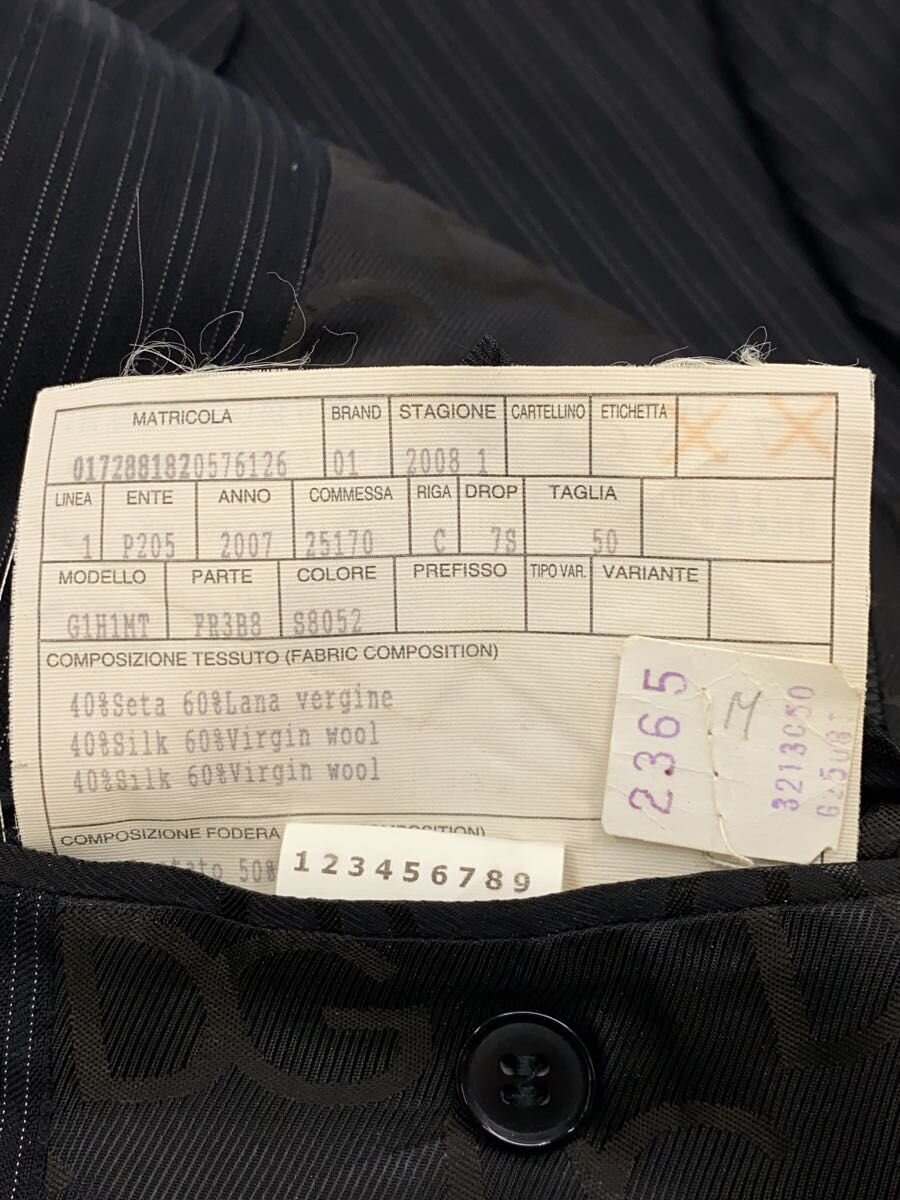 MATRICOLA BRAND STAGIONE CARTELLINO ETICHETTA
0172881820576126 01 2008 1
LINEA ENTE ANNO COMMESSA RIGA DROP TAGLIA
1 P205 2007 25170 C 7S 50
MODELLO PARTE COLORE PREFISSO TIPO VAR. VARIANTE
G1H1MT FR3B8 S8052
COMPOSIZIONE TESSUTO (FABRIC COMPOSITION)
40%Seta 60%Lana vergine
40%Silk 60%Virgin wool
40%Silk 60%Virgin wool
2365
M
COMPOSIZIONE FODERA
50%
123456789
DG